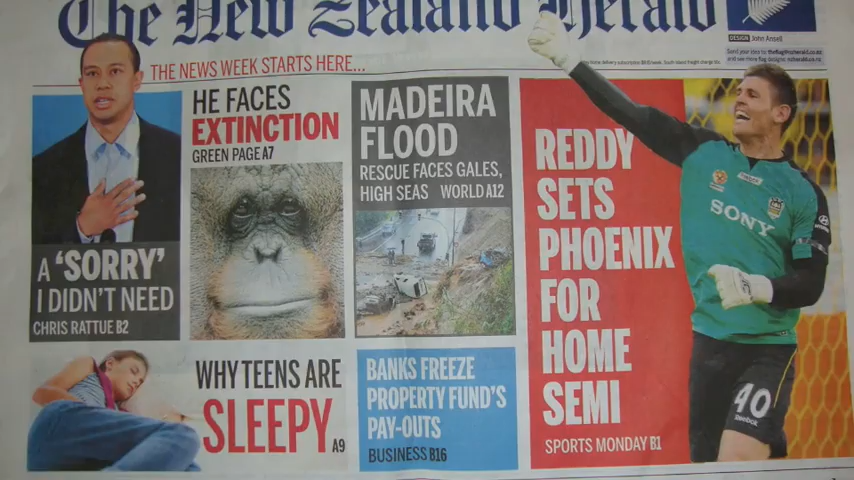 The New Zealand Herald
DESIGN John Ansell
THE NEWS WEEK STARTS HERE...
HE FACES
EXTINCTION
GREEN PAGE A7
MADEIRA
FLOOD
RESCUE FACES GALES,
HIGH SEAS WORLD A12
A 'SORRY'
I DIDN'T NEED
CHRIS RATTUE B2
REDDY
SETS
PHOENIX
FOR
HOME
SEMI
SPORTS MONDAY B1
SONY
40
Reebok
WHY TEENS ARE
SLEEPY A9
BANKS FREEZE
PROPERTY FUND'S
PAY-OUTS
BUSINESS B16